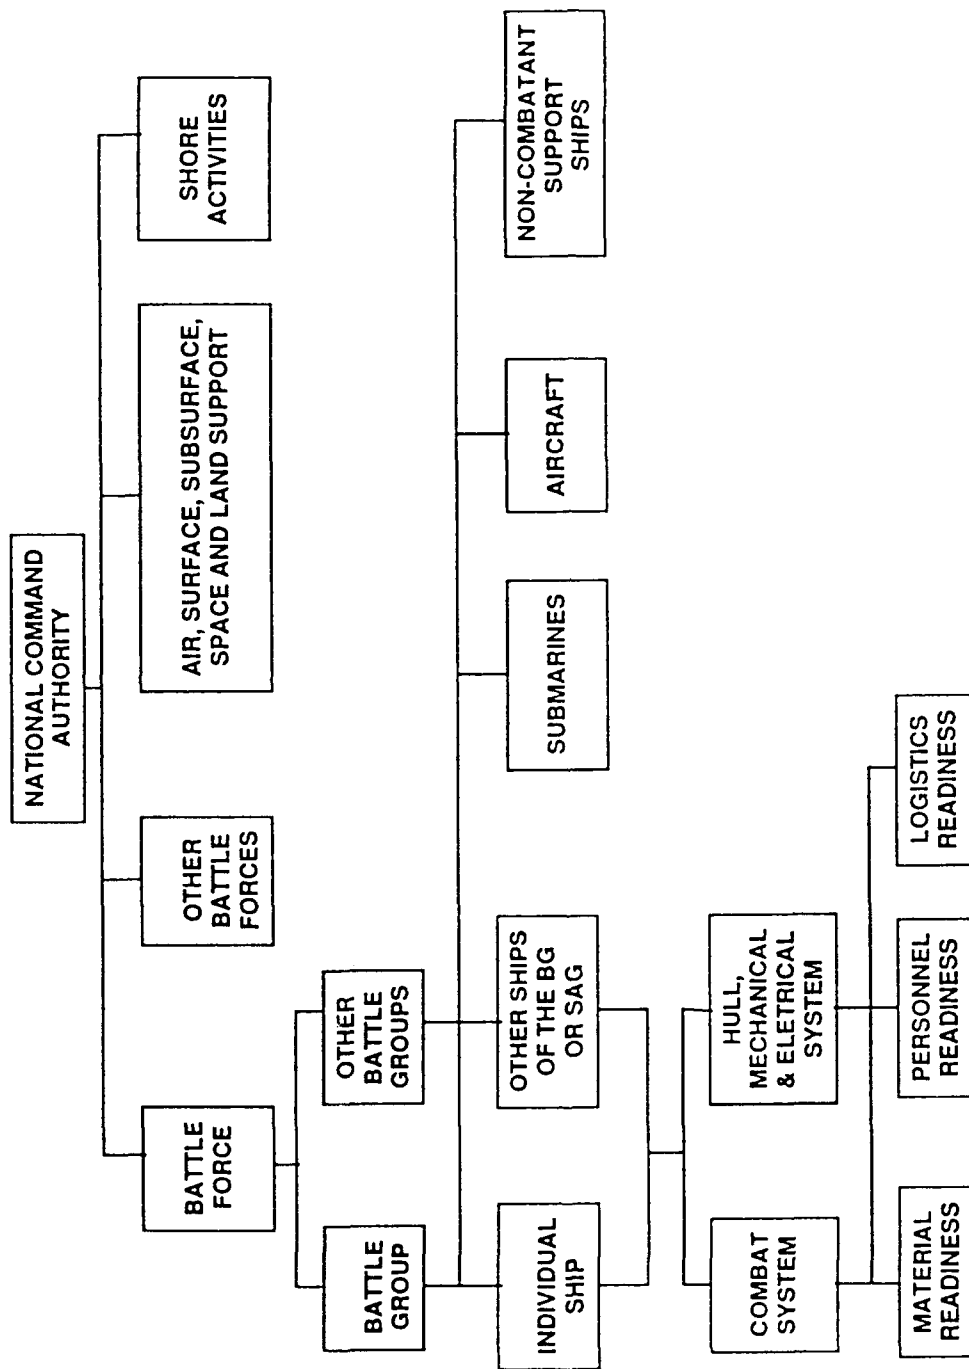 NATIONAL COMMAND
AUTHORITY
BATTLE
FORCE
OTHER
BATTLE
FORCES
AIR, SURFACE, SUBSURFACE,
SPACE AND LAND SUPPORT
SHORE
ACTIVITIES
BATTLE
GROUP
OTHER
BATTLE
GROUPS
INDIVIDUAL
SHIP
OTHER SHIPS
OF THE BG
OR SAG
SUBMARINES
AIRCRAFT
NON-COMBATANT
SUPPORT
SHIPS
COMBAT
SYSTEM
HULL,
MECHANICAL
& ELETRICAL
SYSTEM
MATERIAL
READINESS
PERSONNEL
READINESS
LOGISTICS
READINESS